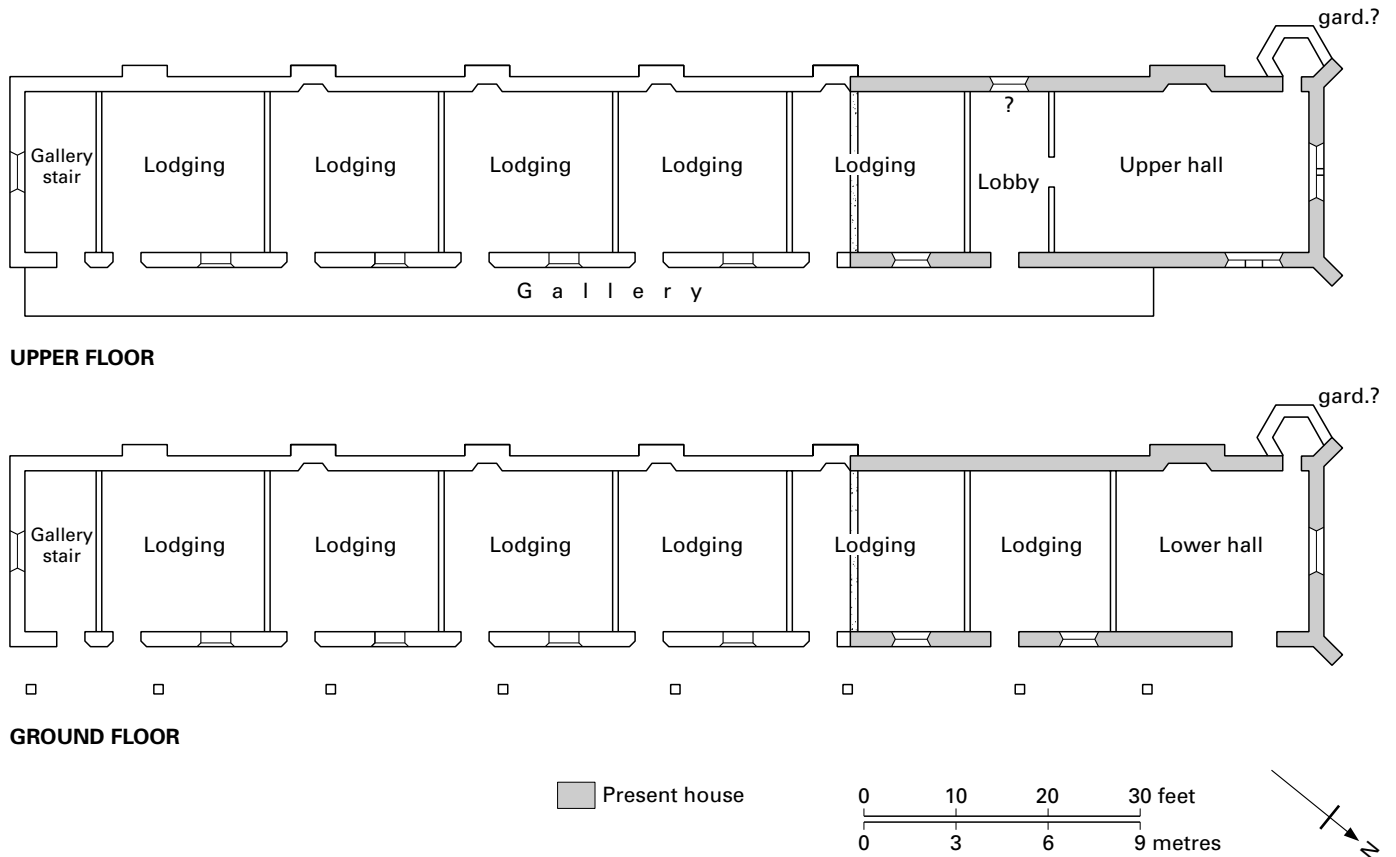 gard.?
?
Gallery
stair
Lodging
Lodging
Lodging
Lodging
Lodging
Lobby
Upper hall
Gallery
UPPER FLOOR
gard.?
Gallery
stair
Lodging
Lodging
Lodging
Lodging
Lodging
Lodging
Lower hall
GROUND FLOOR
Present house
0 10 20 30 feet
0 3 6 9 metres
N